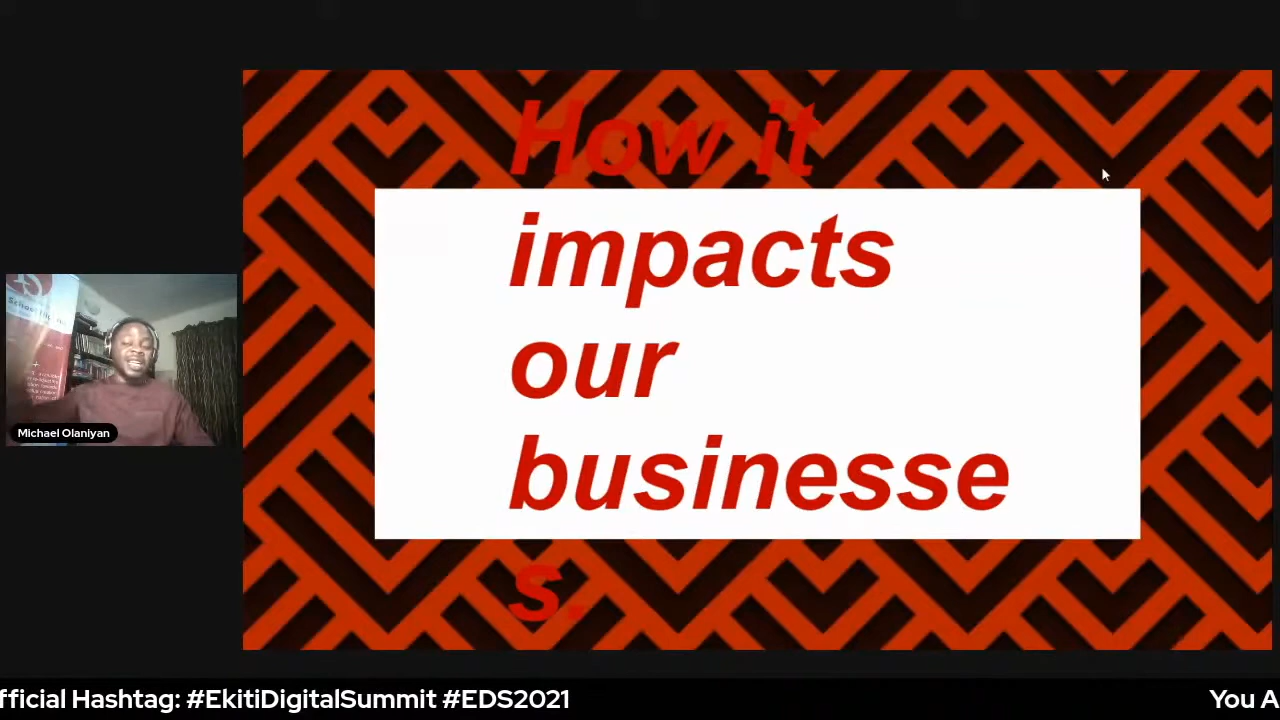 How it
impacts
our
businesse
s.
Michael Olaniyan
fficial Hashtag: #EkitiDigitalSummit #EDS2021
You A